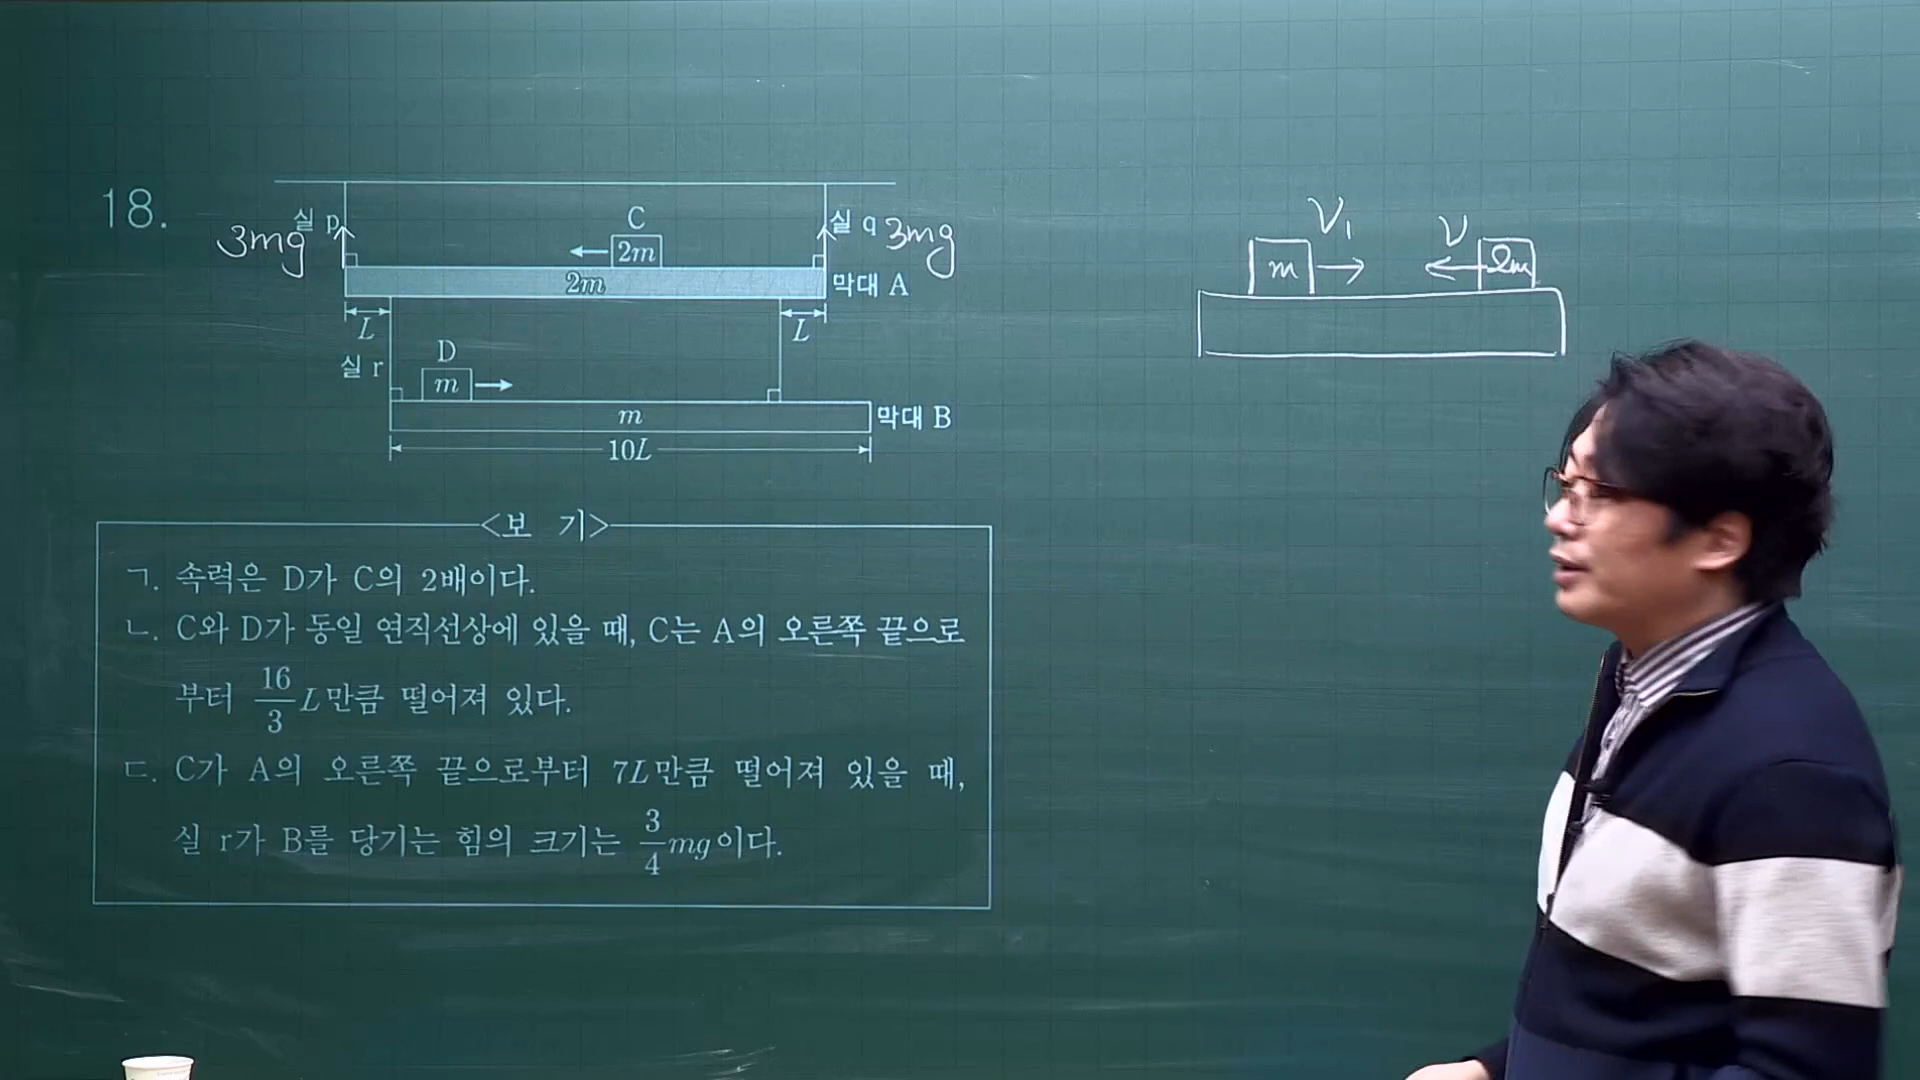 18.
실 p
3mg
C
2m
실 q
3mg
2m
막대 A
L
L
실 r
D
m
m
막대 B
10L
V₁
V
m
2m
<보 기>
ㄱ. 속력은 D가 C의 2배이다.
ㄴ. C와 D가 동일 연직선상에 있을 때, C는 A의 오른쪽 끝으로
부터 16/3 L만큼 떨어져 있다.
ㄷ. C가 A의 오른쪽 끝으로부터 7L만큼 떨어져 있을 때,
실 r가 B를 당기는 힘의 크기는 3/4 mg이다.